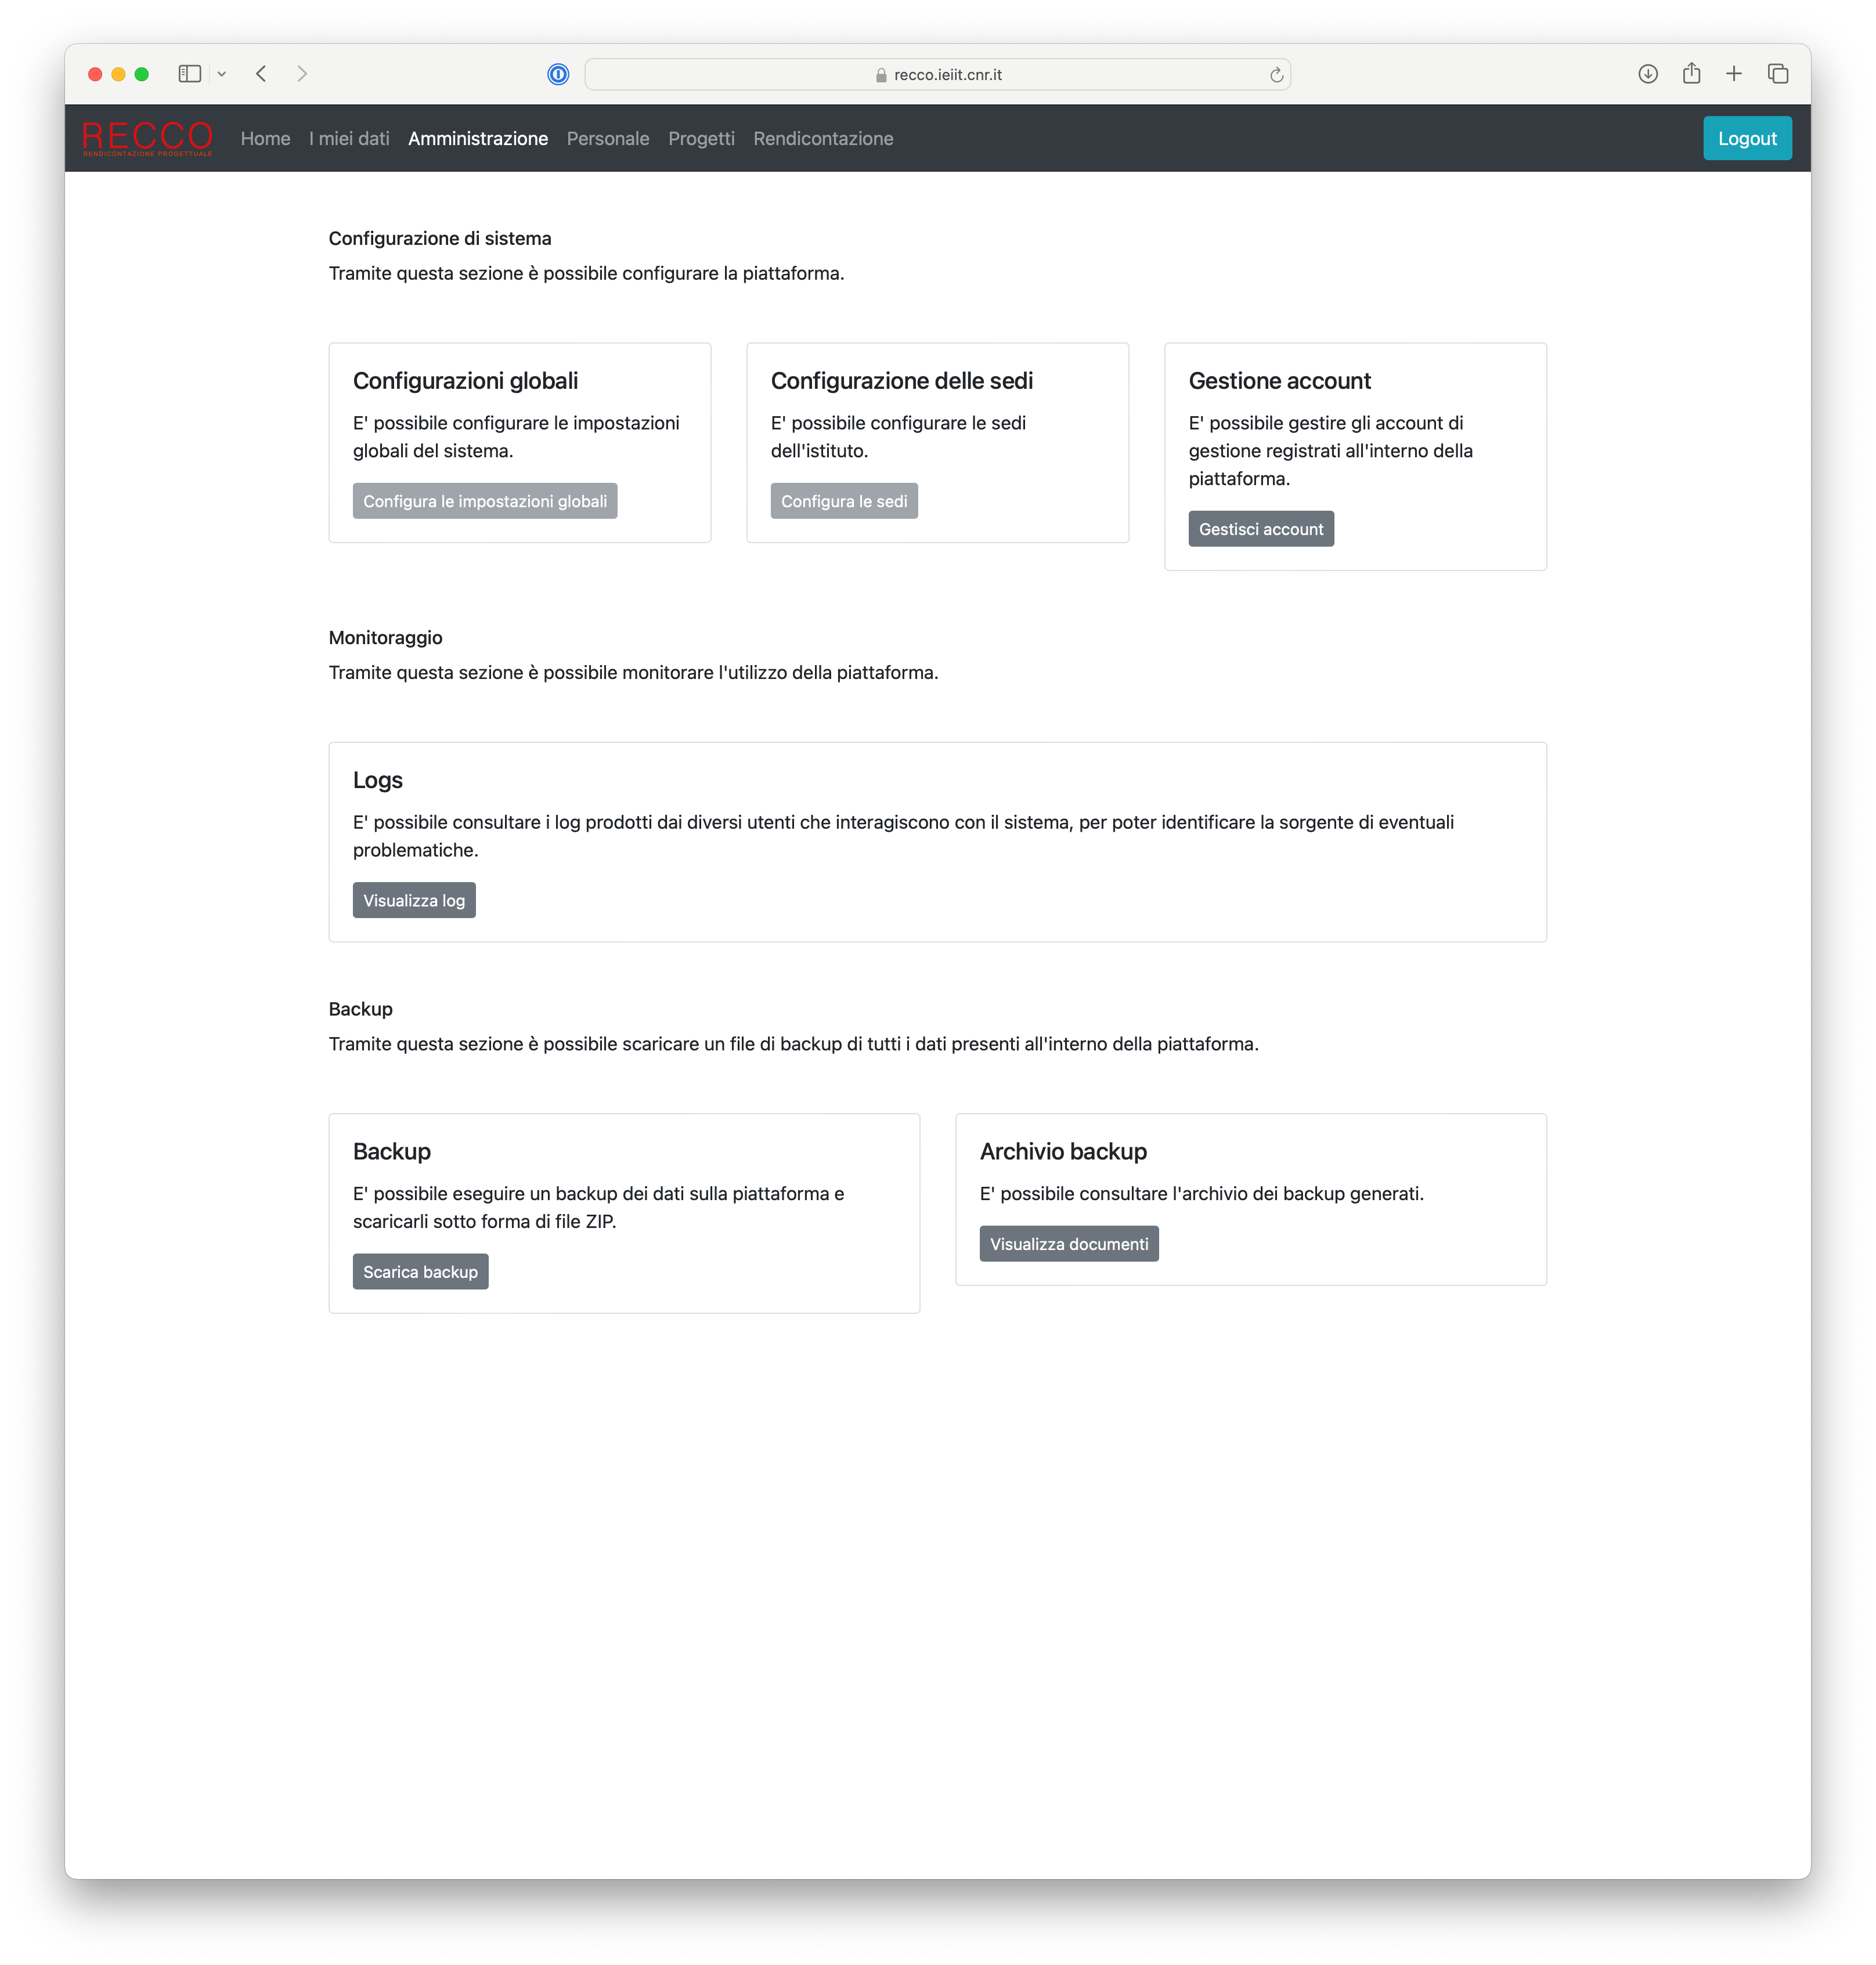 recco.ieiit.cnr.it
RECCO
RENDICONTAZIONE PROGETTUALE
Home I miei dati Amministrazione Personale Progetti Rendicontazione
Logout
Configurazione di sistema
Tramite questa sezione è possibile configurare la piattaforma.
Configurazioni globali
E' possibile configurare le impostazioni
globali del sistema.
Configura le impostazioni globali
Configurazione delle sedi
E' possibile configurare le sedi
dell'istituto.
Configura le sedi
Gestione account
E' possibile gestire gli account di
gestione registrati all'interno della
piattaforma.
Gestisci account
Monitoraggio
Tramite questa sezione è possibile monitorare l'utilizzo della piattaforma.
Logs
E' possibile consultare i log prodotti dai diversi utenti che interagiscono con il sistema, per poter identificare la sorgente di eventuali
problematiche.
Visualizza log
Backup
Tramite questa sezione è possibile scaricare un file di backup di tutti i dati presenti all'interno della piattaforma.
Backup
E' possibile eseguire un backup dei dati sulla piattaforma e
scaricarli sotto forma di file ZIP.
Scarica backup
Archivio backup
E' possibile consultare l'archivio dei backup generati.
Visualizza documenti